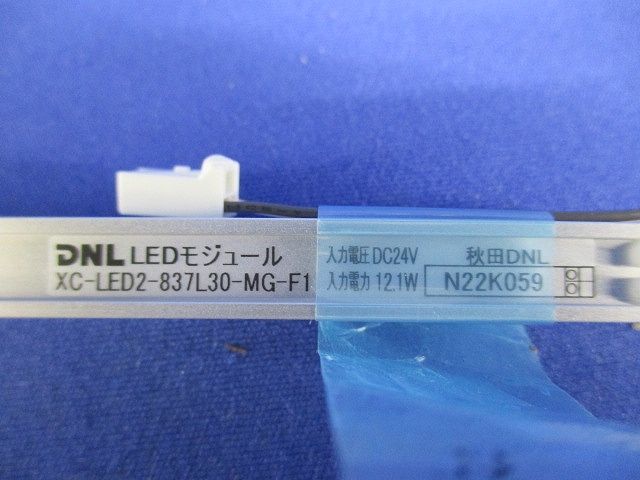 DNL LEDモジュール 入力電圧 DC24V 秋田DNL
XC-LED2-837L30-MG-F1 入力電力 12.1W N22K059